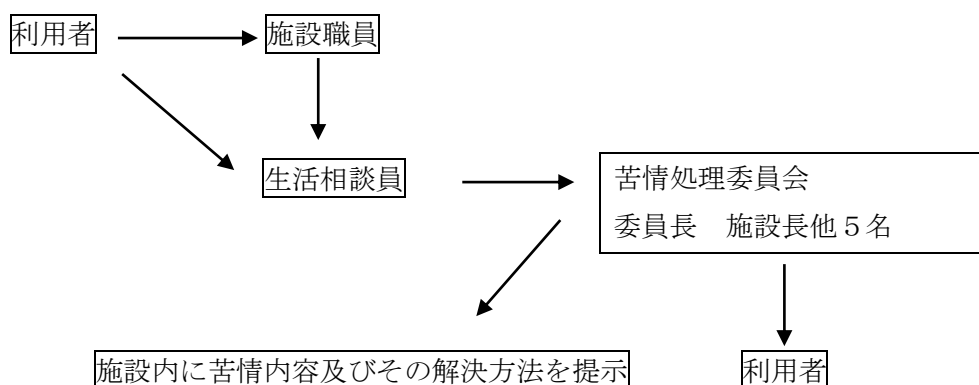 利用者
施設職員
生活相談員
苦情処理委員会
委員長　施設長他５名
施設内に苦情内容及びその解決方法を提示
利用者